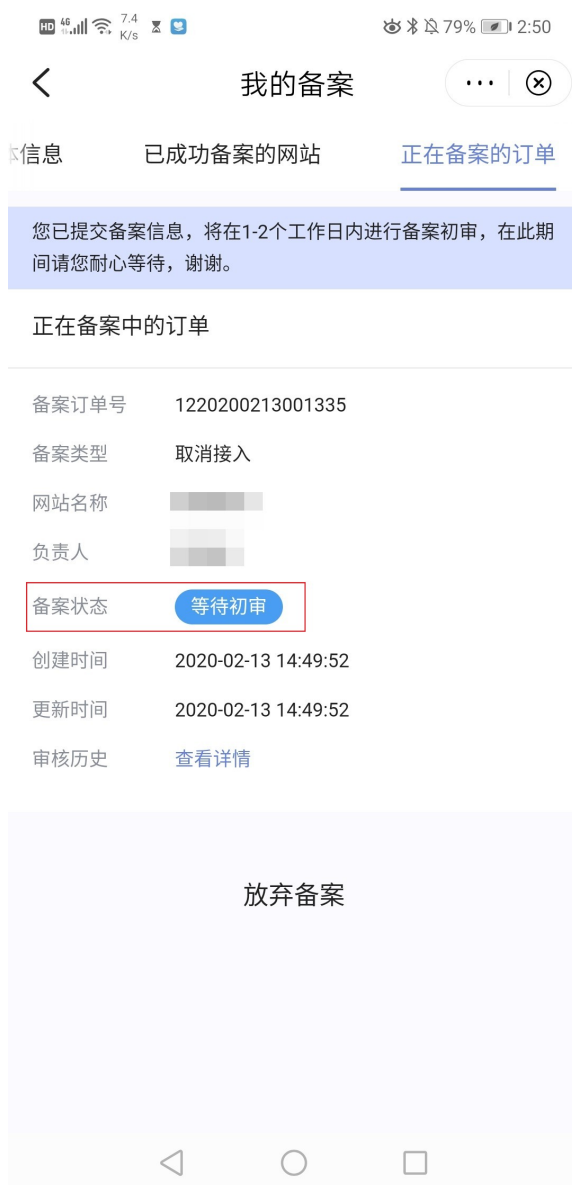 HD 46 7.4 K/s 79% 2:50
我的备案
信息 已成功备案的网站 正在备案的订单
您已提交备案信息，将在1-2个工作日内进行备案初审，在此期
间请您耐心等待，谢谢。
正在备案中的订单
备案订单号 1220200213001335
备案类型 取消接入
网站名称
负责人
备案状态 等待初审
创建时间 2020-02-13 14:49:52
更新时间 2020-02-13 14:49:52
审核历史 查看详情
放弃备案